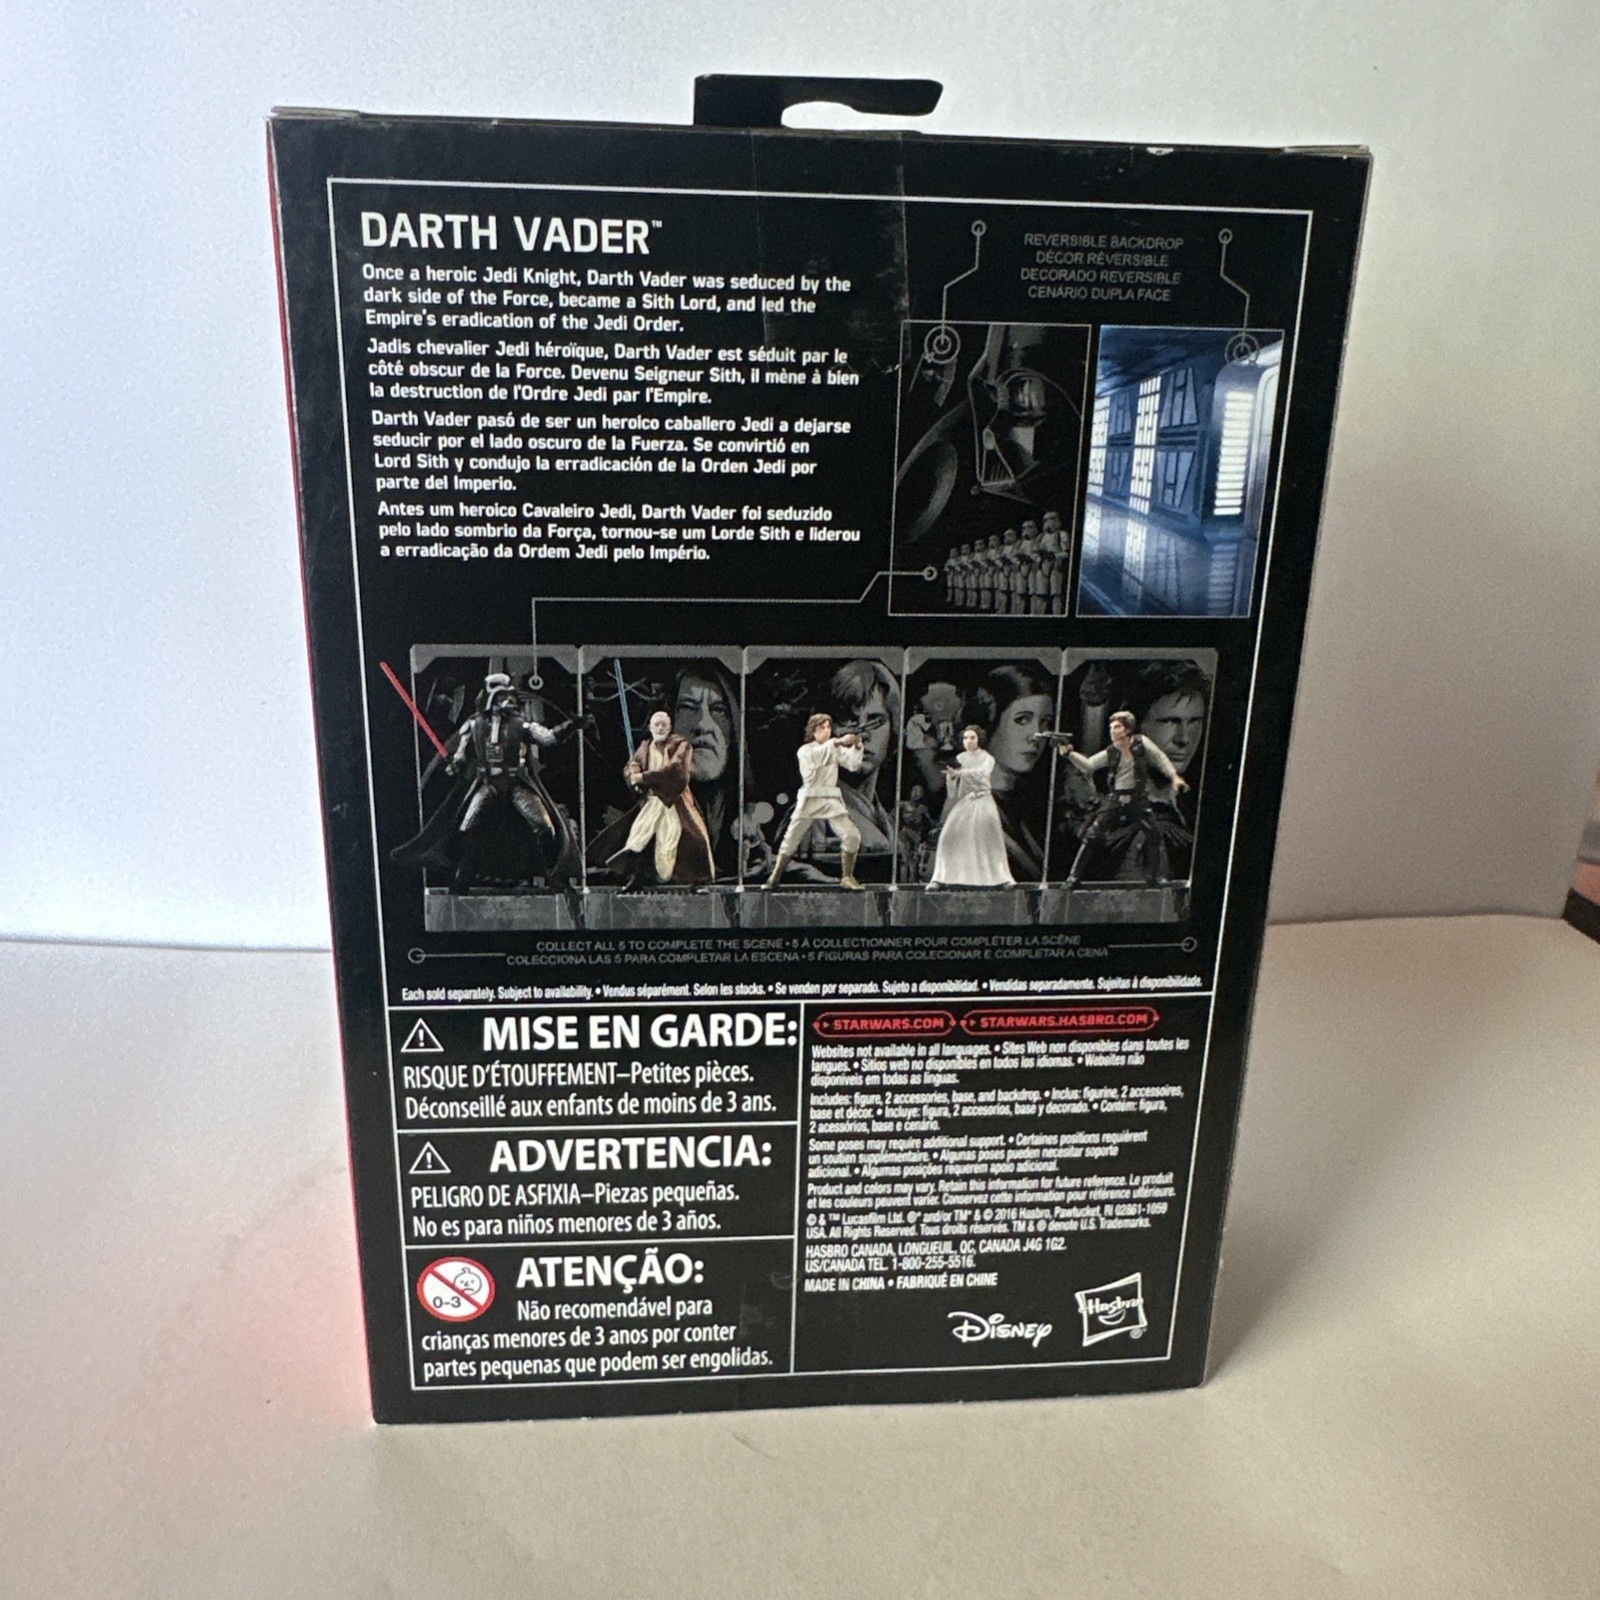 DARTH VADER™
Once a heroic Jedi Knight, Darth Vader was seduced by the
dark side of the Force, became a Sith Lord, and led the
Empire's eradication of the Jedi Order.
Jadis chevalier Jedi héroïque, Darth Vader est séduit par le
côté obscur de la Force. Devenu Seigneur Sith, il mène à bien
la destruction de l'Ordre Jedi par l'Empire.
Darth Vader pasó de ser un heroico caballero Jedi a dejarse
seducir por el lado oscuro de la Fuerza. Se convirtió en
Lord Sith y condujo la erradicación de la Orden Jedi por
parte del Imperio.
Antes um heroico Cavaleiro Jedi, Darth Vader foi seduzido
pelo lado sombrio da Força, tornou-se um Lorde Sith e liderou
a erradicação da Ordem Jedi pelo Império.
REVERSIBLE BACKDROP
DÉCOR RÉVERSIBLE
DECORADO REVERSIBLE
CENÁRIO DUPLA FACE
COLLECT ALL 5 TO COMPLETE THE SCENE • 5 À COLLECTIONNER POUR COMPLÉTER LA SCÈNE
COLECCIONA LAS 5 PARA COMPLETAR LA ESCENA • 5 FIGURAS PARA COLECIONAR E COMPLETAR A CENA
Each sold separately. Subject to availability. • Vendus séparément. Selon les stocks. • Se venden por separado. Sujeto a disponibilidad. • Vendidas separadamente. Sujeitas à disponibilidade.
MISE EN GARDE:
RISQUE D'ÉTOUFFEMENT–Petites pièces.
Déconseillé aux enfants de moins de 3 ans.
ADVERTENCIA:
PELIGRO DE ASFIXIA–Piezas pequeñas.
No es para niños menores de 3 años.
0-3
ATENÇÃO:
Não recomendável para
crianças menores de 3 anos por conter
partes pequenas que podem ser engolidas.
STARWARS.COM STARWARS.HASBRO.COM
Websites not available in all languages. • Sites Web non disponibles dans toutes les
langues. • Sitios web no disponibles en todos los idiomas. • Websites não
disponíveis em todas as línguas.
Includes: figure, 2 accessories, base, and backdrop. • Inclus: figurine, 2 accessoires,
base et décor. • Incluye: figura, 2 accesorios, base y decorado. • Contém: figura,
2 acessórios, base e cenário.
Some poses may require additional support. • Certaines positions requièrent
un soutien supplémentaire. • Algunas poses pueden necesitar soporte
adicional. • Algumas posições requerem apoio adicional.
Product and colors may vary. Retain this information for future reference. Le produit
et les couleurs peuvent varier. Conservez cette information pour référence ultérieure.
© & ™ Lucasfilm Ltd. ®* and/or TM* & © 2016 Hasbro, Pawtucket, RI 02861-1059
USA. All Rights Reserved. Tous droits réservés. TM & ® denote U.S. Trademarks.
HASBRO CANADA, LONGUEUIL, QC, CANADA J4G 1G2.
US/CANADA TEL. 1-800-255-5516.
MADE IN CHINA • FABRIQUÉ EN CHINE
Disney
Hasbro®